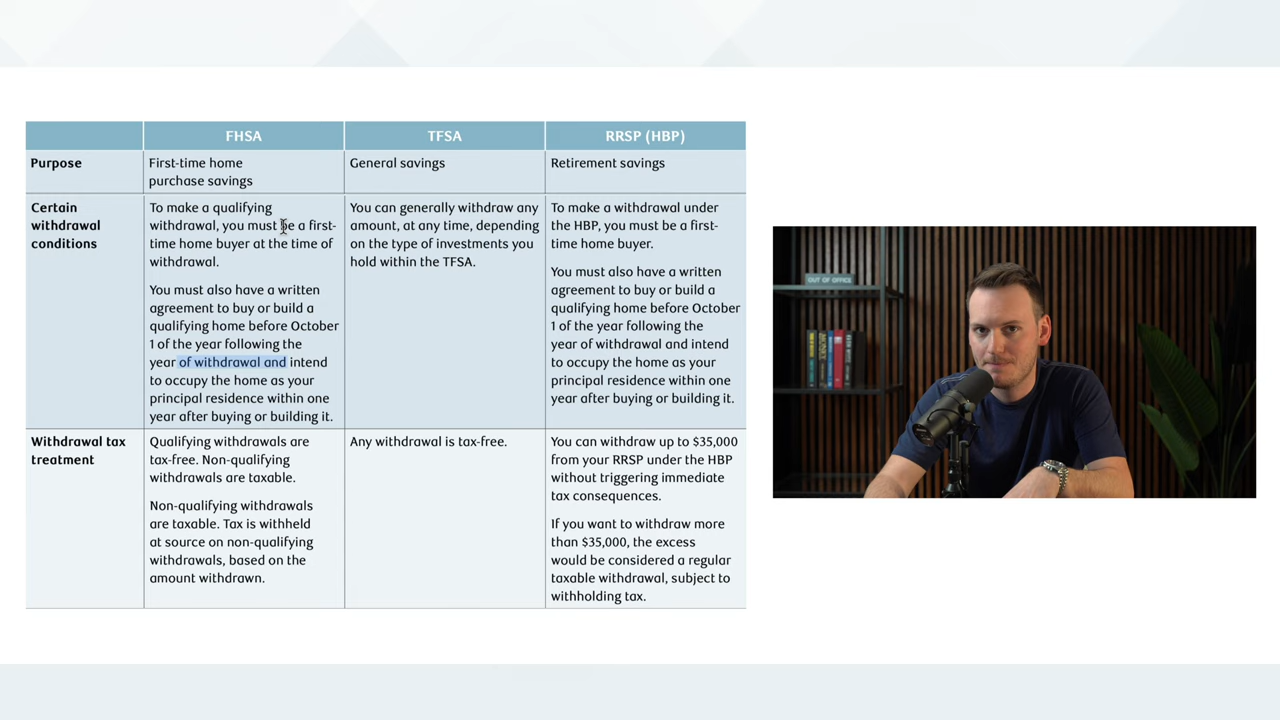 FHSA
TFSA
RRSP (HBP)
Purpose
First-time home
purchase savings
General savings
Retirement savings
Certain
withdrawal
conditions
To make a qualifying
withdrawal, you must be a first-
time home buyer at the time of
withdrawal.
You must also have a written
agreement to buy or build a
qualifying home before October
1 of the year following the
year of withdrawal and intend
to occupy the home as your
principal residence within one
year after buying or building it.
You can generally withdraw any
amount, at any time, depending
on the type of investments you
hold within the TFSA.
To make a withdrawal under
the HBP, you must be a first-
time home buyer.
You must also have a written
agreement to buy or build a
qualifying home before October
1 of the year following the
year of withdrawal and intend
to occupy the home as your
principal residence within one
year after buying or building it.
Withdrawal tax
treatment
Qualifying withdrawals are
tax-free. Non-qualifying
withdrawals are taxable.
Non-qualifying withdrawals
are taxable. Tax is withheld
at source on non-qualifying
withdrawals, based on the
amount withdrawn.
Any withdrawal is tax-free.
You can withdraw up to $35,000
from your RRSP under the HBP
without triggering immediate
tax consequences.
If you want to withdraw more
than $35,000, the excess
would be considered a regular
taxable withdrawal, subject to
withholding tax.
OUT OF OFFICE